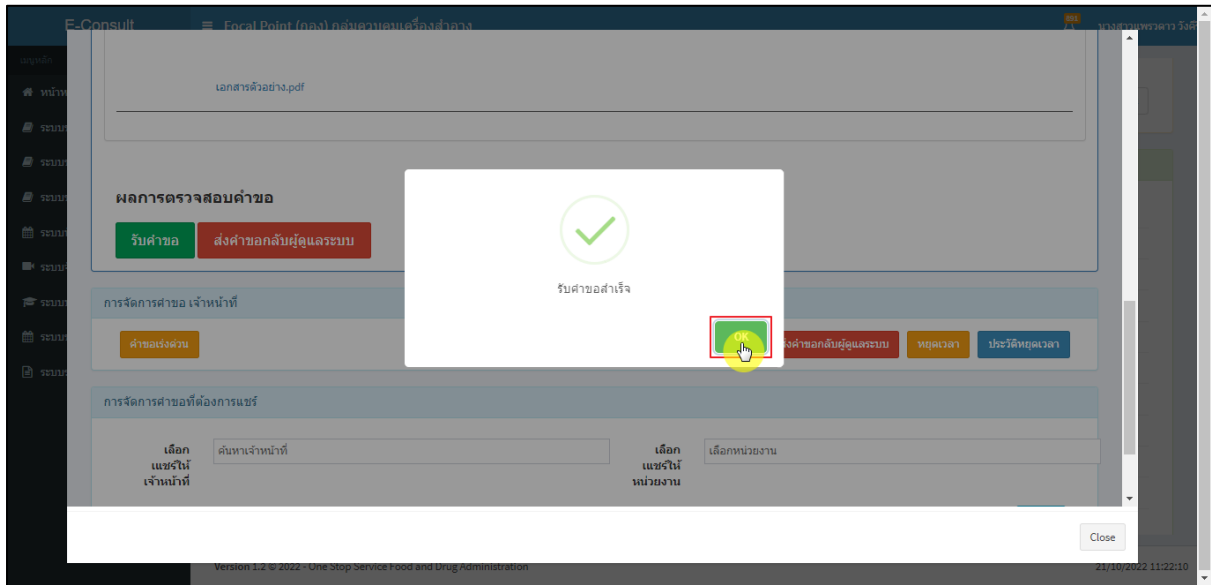 E-Consult
Focal Point (กอง) กลุ่มควบคุมเครื่องสำอาง
เมนูหลัก
เอกสารตัวอย่าง.pdf
ผลการตรวจสอบคำขอ
รับคำขอ ส่งคำขอกลับผู้ดูแลระบบ
รับคำขอสำเร็จ
OK
การจัดการคำขอ เจ้าหน้าที่
คำขอเร่งด่วน
ส่งคำขอกลับผู้ดูแลระบบ หยุดเวลา ประวัติหยุดเวลา
การจัดการคำขอที่ต้องการแชร์
เลือก ค้นหาเจ้าหน้าที่ เลือก เลือกหน่วยงาน
แชร์ให้ แชร์ให้
เจ้าหน้าที่ หน่วยงาน
Close
Version 1.2 © 2022 - One Stop Service Food and Drug Administration 21/10/2022 11:22:10